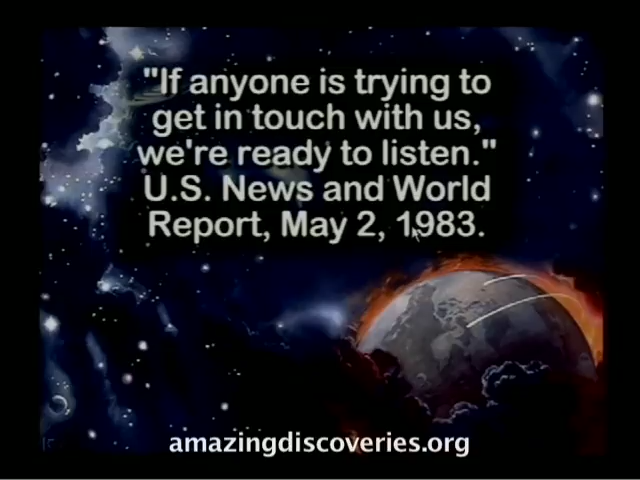 "If anyone is trying to
get in touch with us,
we're ready to listen."
U.S. News and World
Report, May 2, 1983.
amazingdiscoveries.org